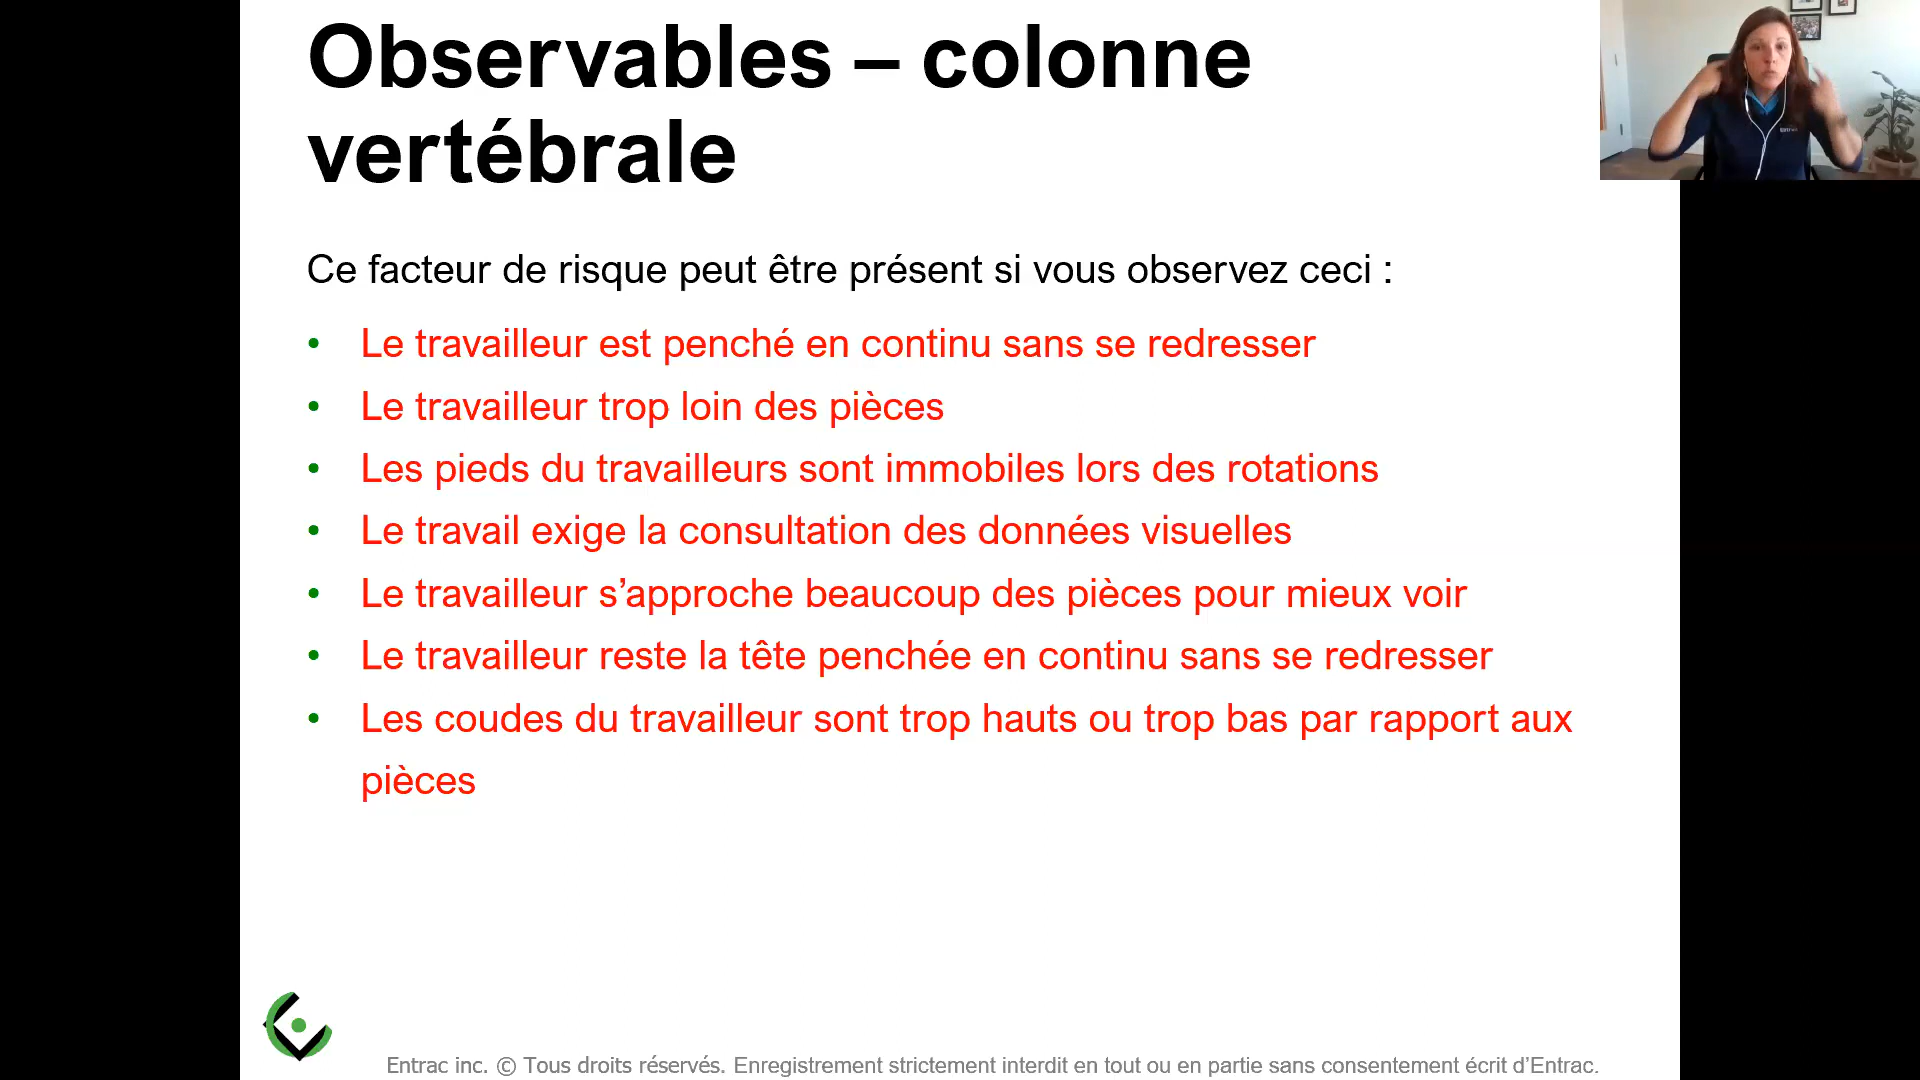 Observables – colonne
vertébrale
Ce facteur de risque peut être présent si vous observez ceci :
• Le travailleur est penché en continu sans se redresser
• Le travailleur trop loin des pièces
• Les pieds du travailleurs sont immobiles lors des rotations
• Le travail exige la consultation des données visuelles
• Le travailleur s’approche beaucoup des pièces pour mieux voir
• Le travailleur reste la tête penchée en continu sans se redresser
• Les coudes du travailleur sont trop hauts ou trop bas par rapport aux
pièces
Entrac inc. © Tous droits réservés. Enregistrement strictement interdit en tout ou en partie sans consentement écrit d’Entrac.